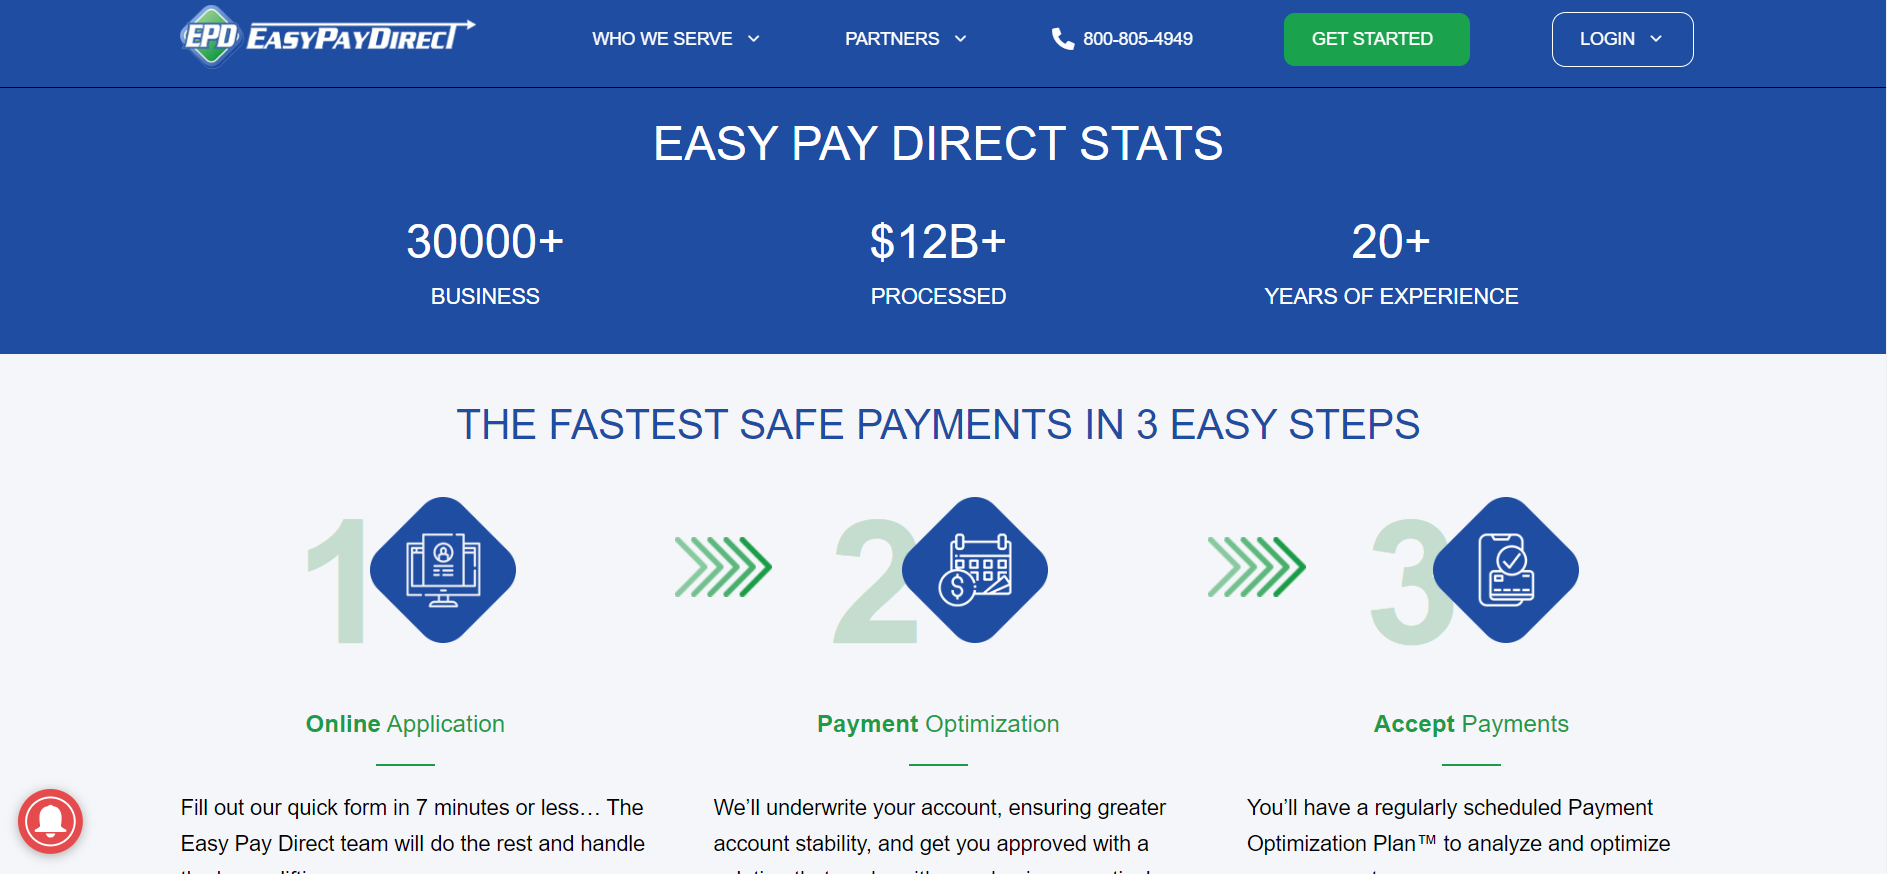 EPD EASYPAYDIRECT
WHO WE SERVE
PARTNERS
800-805-4949
GET STARTED
LOGIN
EASY PAY DIRECT STATS
30000+
BUSINESS
$12B+
PROCESSED
20+
YEARS OF EXPERIENCE
THE FASTEST SAFE PAYMENTS IN 3 EASY STEPS
1
2
3
Online Application
Fill out our quick form in 7 minutes or less… The
Easy Pay Direct team will do the rest and handle
Payment Optimization
We’ll underwrite your account, ensuring greater
account stability, and get you approved with a
Accept Payments
You’ll have a regularly scheduled Payment
Optimization Plan™ to analyze and optimize